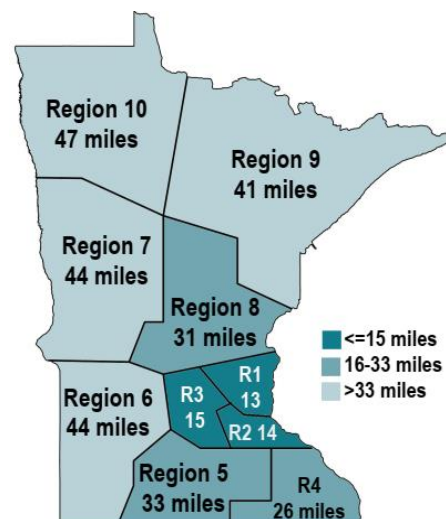 Region 10
47 miles
Region 9
41 miles
Region 7
44 miles
Region 8
31 miles
<=15 miles
16-33 miles
>33 miles
R1
13
R3
15
R2 14
Region 6
44 miles
Region 5
33 miles
R4
26 miles